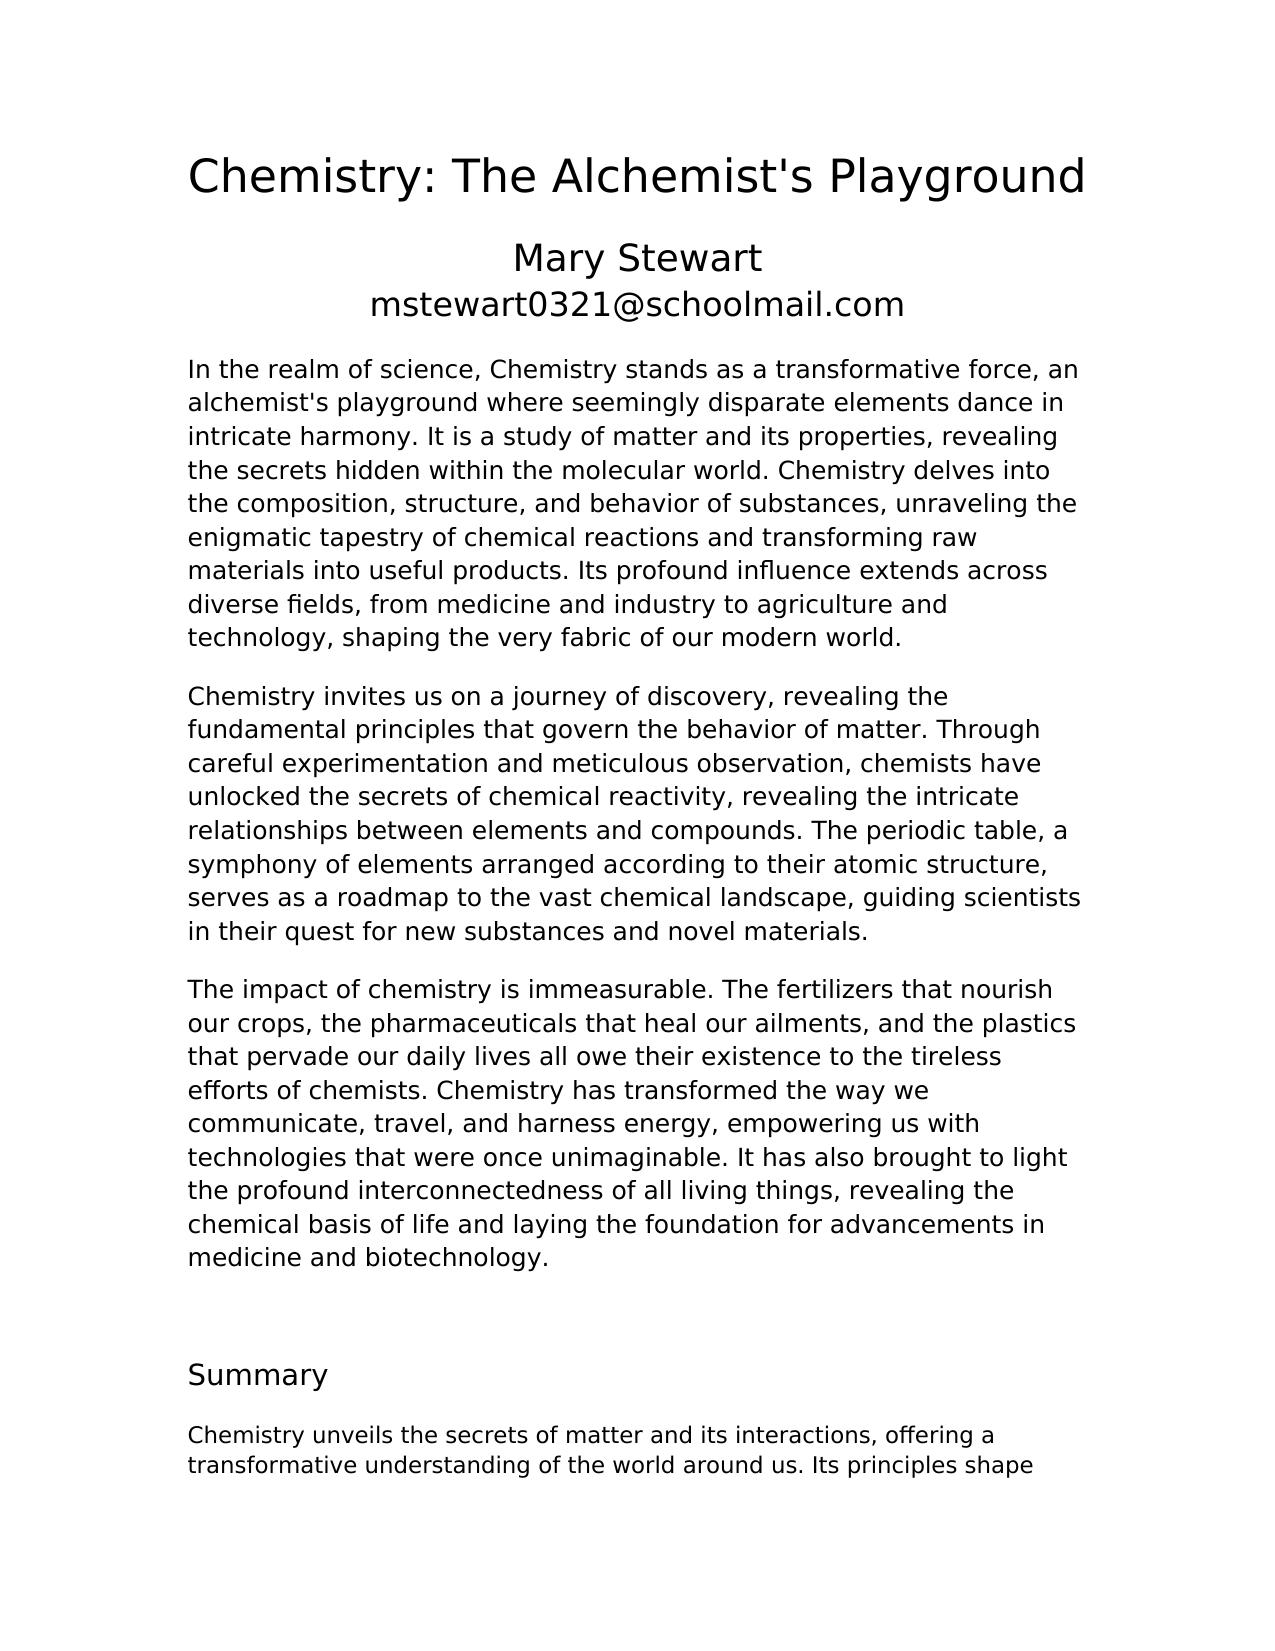 Chemistry: The Alchemist's Playground
Mary Stewart
mstewart0321@schoolmail.com
In the realm of science, Chemistry stands as a transformative force, an
alchemist's playground where seemingly disparate elements dance in
intricate harmony. It is a study of matter and its properties, revealing
the secrets hidden within the molecular world. Chemistry delves into
the composition, structure, and behavior of substances, unraveling the
enigmatic tapestry of chemical reactions and transforming raw
materials into useful products. Its profound influence extends across
diverse fields, from medicine and industry to agriculture and
technology, shaping the very fabric of our modern world.
Chemistry invites us on a journey of discovery, revealing the
fundamental principles that govern the behavior of matter. Through
careful experimentation and meticulous observation, chemists have
unlocked the secrets of chemical reactivity, revealing the intricate
relationships between elements and compounds. The periodic table, a
symphony of elements arranged according to their atomic structure,
serves as a roadmap to the vast chemical landscape, guiding scientists
in their quest for new substances and novel materials.
The impact of chemistry is immeasurable. The fertilizers that nourish
our crops, the pharmaceuticals that heal our ailments, and the plastics
that pervade our daily lives all owe their existence to the tireless
efforts of chemists. Chemistry has transformed the way we
communicate, travel, and harness energy, empowering us with
technologies that were once unimaginable. It has also brought to light
the profound interconnectedness of all living things, revealing the
chemical basis of life and laying the foundation for advancements in
medicine and biotechnology.
Summary
Chemistry unveils the secrets of matter and its interactions, offering a
transformative understanding of the world around us. Its principles shape